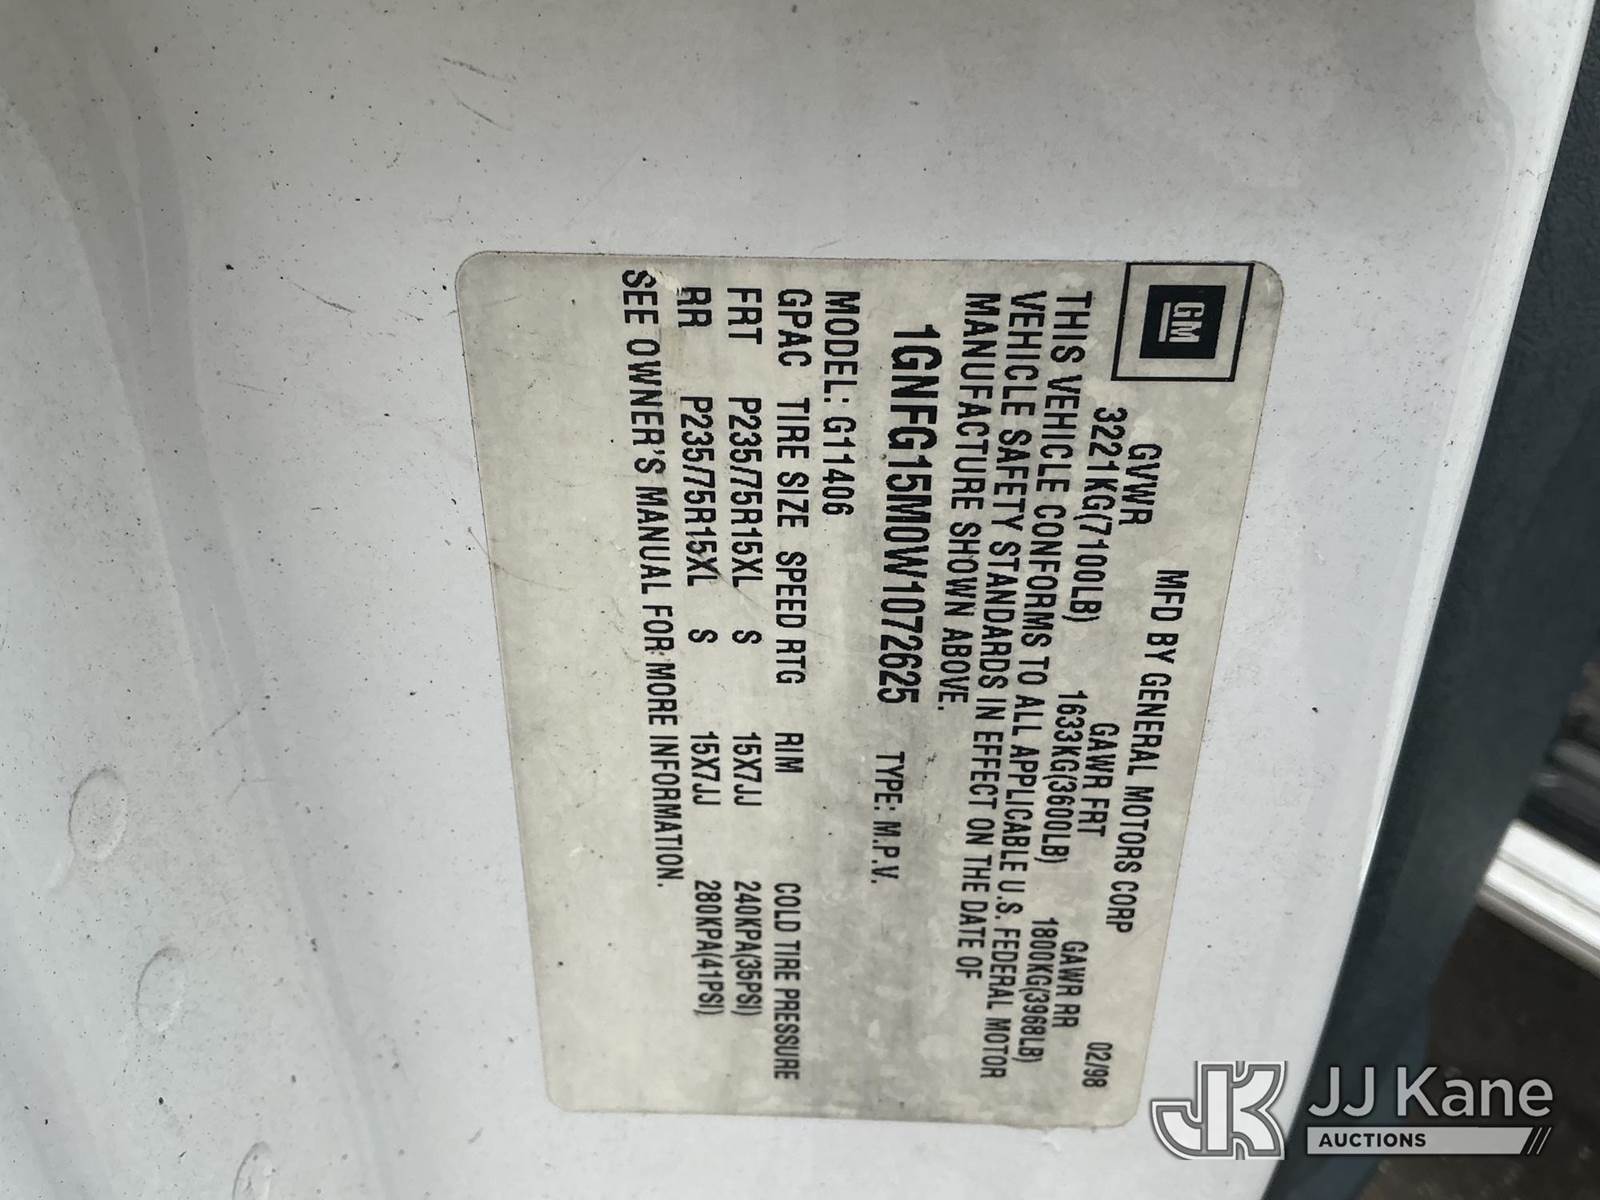 GM
MFD BY GENERAL MOTORS CORP 02/98
GVWR GAWR FRT GAWR RR
3221KG(7100LB) 1633KG(3600LB) 1800KG(3968LB)
THIS VEHICLE CONFORMS TO ALL APPLICABLE U.S. FEDERAL MOTOR
VEHICLE SAFETY STANDARDS IN EFFECT ON THE DATE OF
MANUFACTURE SHOWN ABOVE.
1GNFG15M0W1072625 TYPE: M.P.V.
MODEL: G11406
GPAC TIRE SIZE SPEED RTG RIM COLD TIRE PRESSURE
FRT P235/75R15XL S 15X7JJ 240KPA(35PSI)
RR P235/75R15XL S 15X7JJ 280KPA(41PSI)
SEE OWNER'S MANUAL FOR MORE INFORMATION.
JK JJ Kane
AUCTIONS